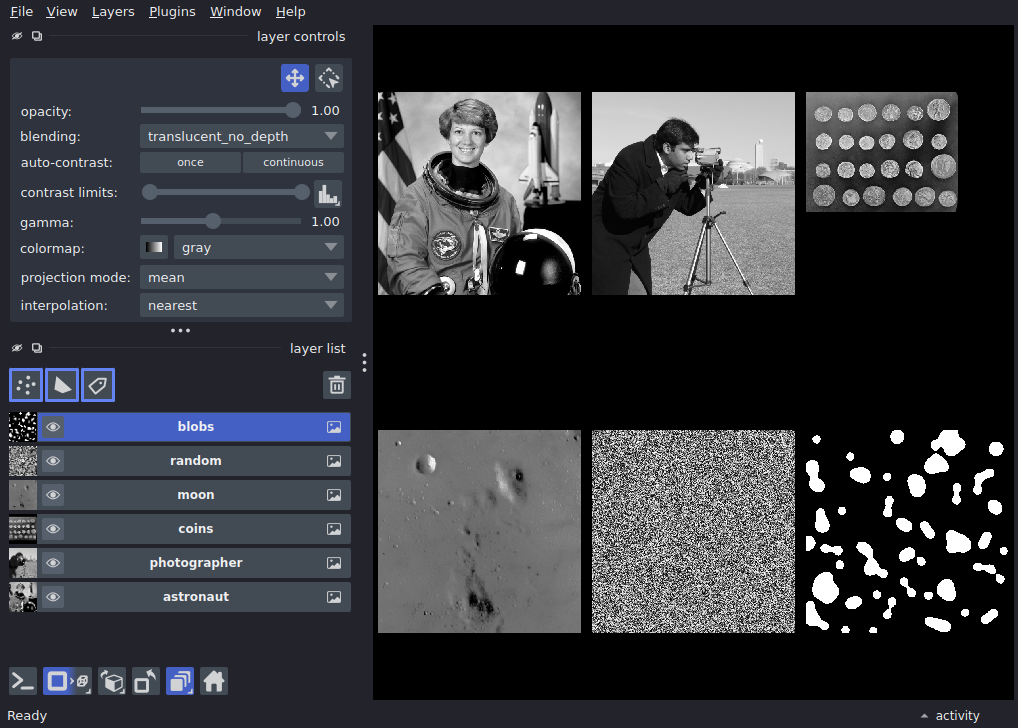 File View Layers Plugins Window Help
layer controls
opacity: 1.00
blending: translucent_no_depth
auto-contrast: once continuous
contrast limits:
gamma: 1.00
colormap: gray
projection mode: mean
interpolation: nearest
layer list
blobs
random
moon
coins
photographer
astronaut
Ready
activity